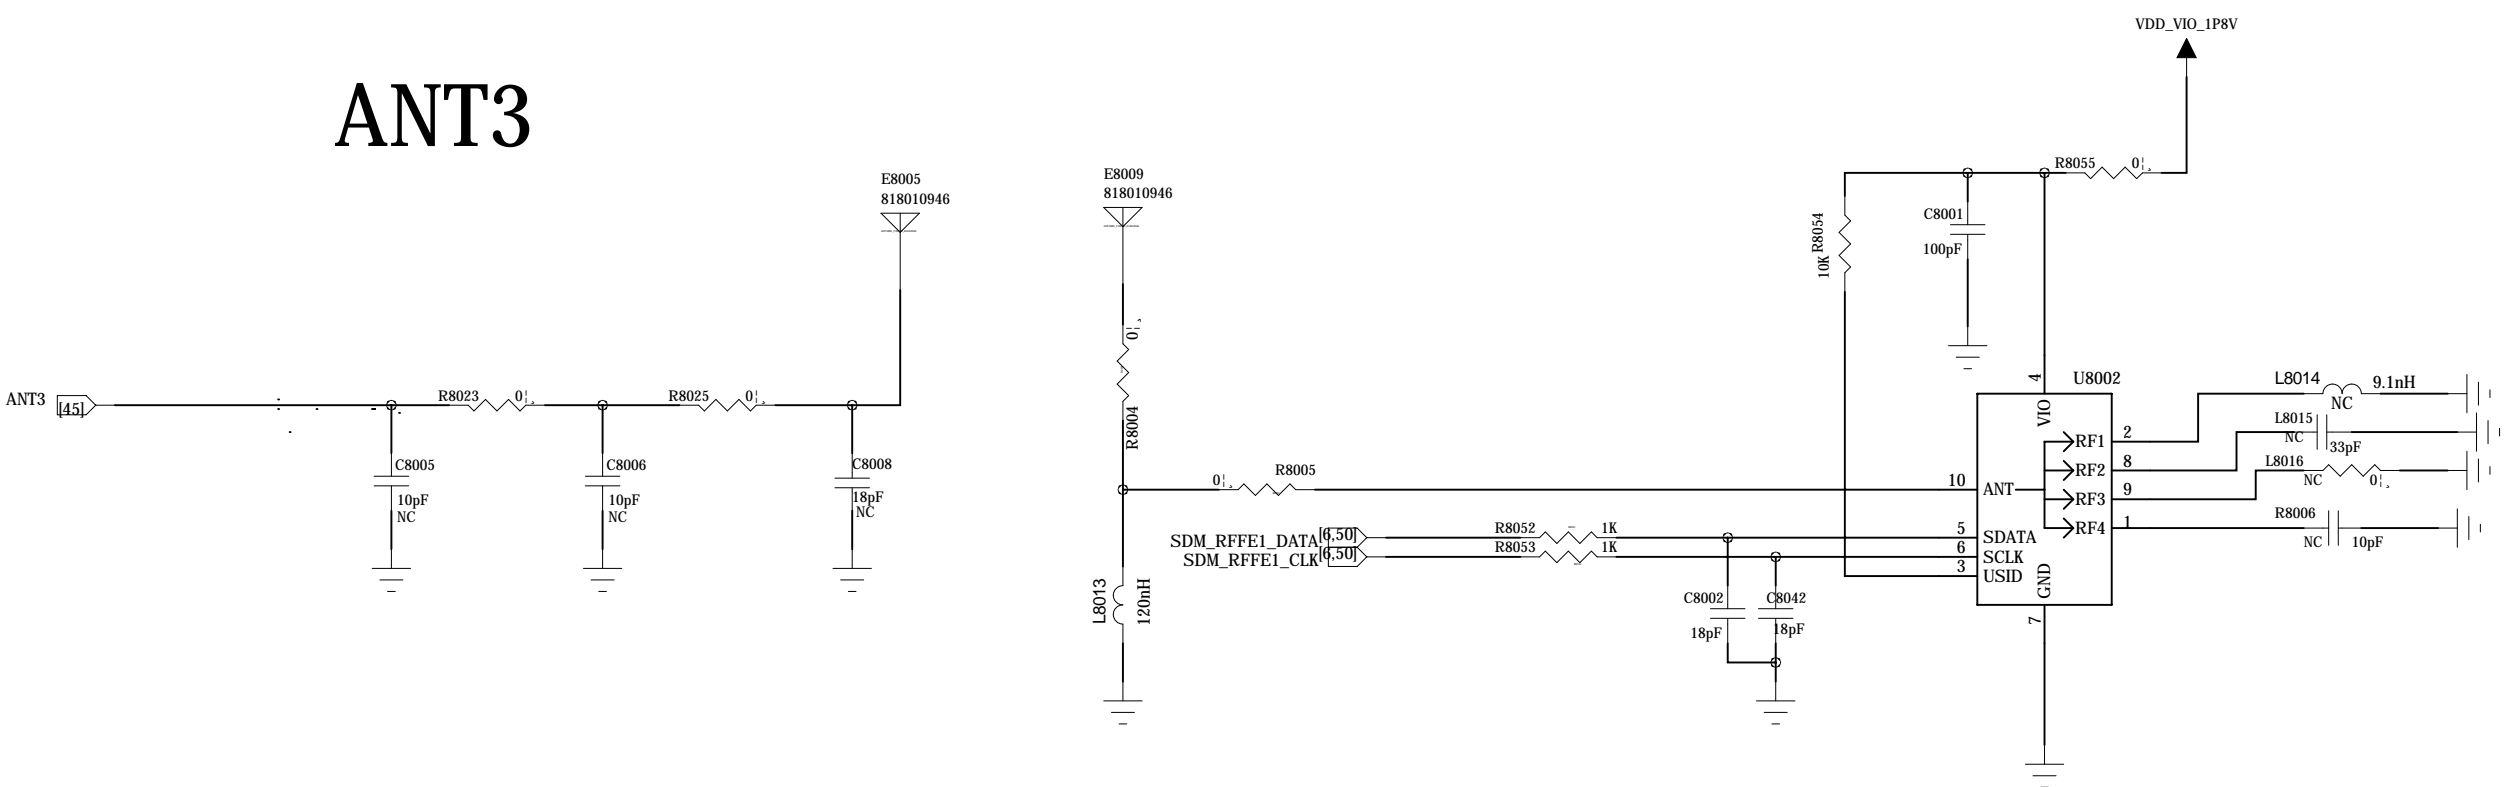 VDD_VIO_1P8V
ANT3
E8005
818010946
E8009
818010946
R8055
0
R8054
10K
C8001
100pF
0
R8004
ANT3
[45]
R8023
0
R8025
0
C8005
10pF
NC
C8006
10pF
NC
C8008
18pF
NC
0
R8005
SDM_RFFE1_DATA
[6,50]
SDM_RFFE1_CLK
[6,50]
R8052
1K
R8053
1K
L8013
120nH
C8002
18pF
C8042
18pF
U8002
4
VIO
10
ANT
5
SDATA
6
SCLK
3
USID
GND
7
RF1
2
RF2
8
RF3
9
RF4
1
L8014
9.1nH
NC
L8015
NC
33pF
L8016
NC
0
R8006
NC
10pF